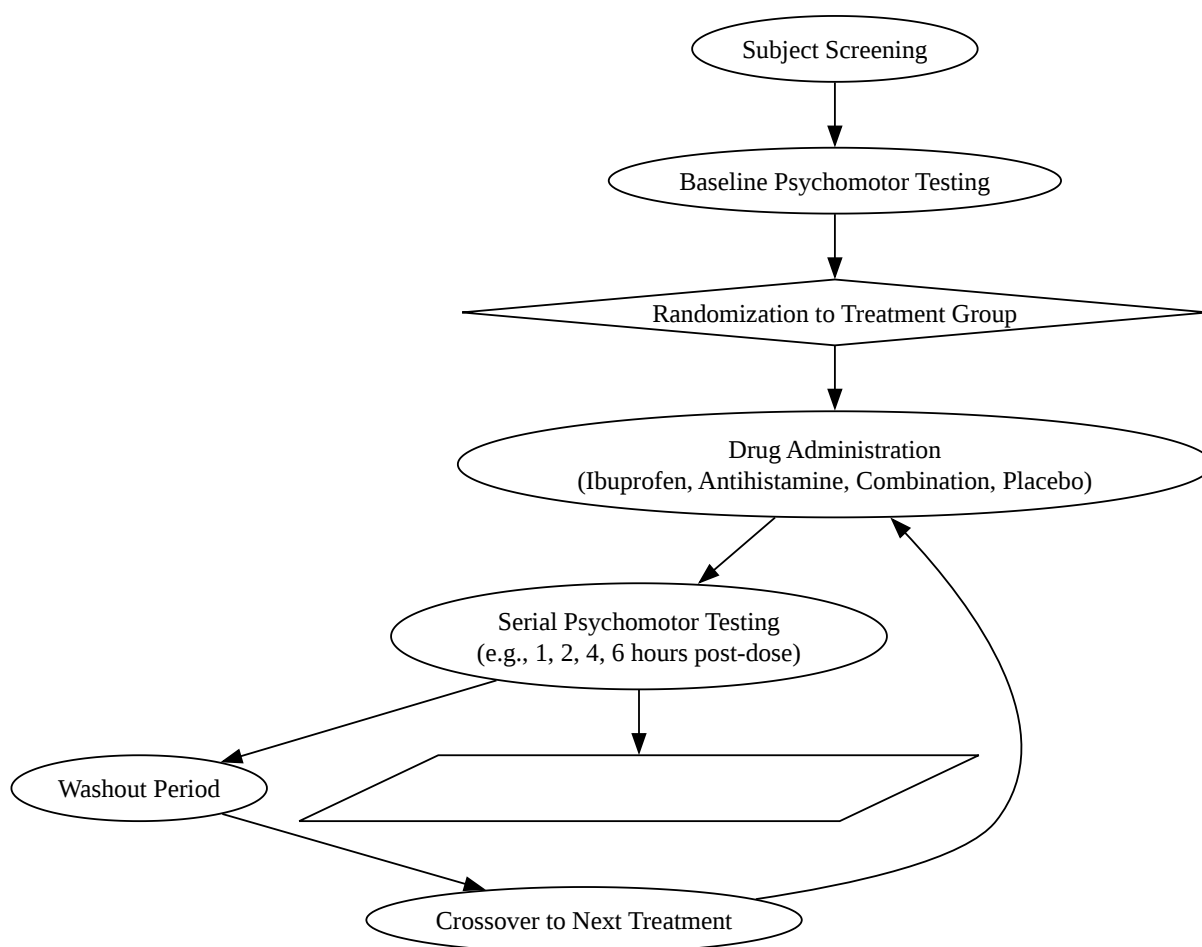 Subject Screening
Baseline Psychomotor Testing
Randomization to Treatment Group
Drug Administration
(Ibuprofen, Antihistamine, Combination, Placebo)
Serial Psychomotor Testing
(e.g., 1, 2, 4, 6 hours post-dose)
Washout Period
Crossover to Next Treatment